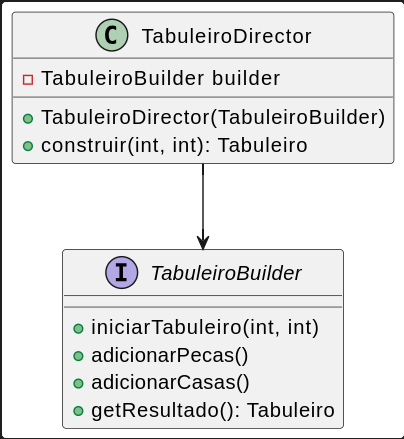 C TabuleiroDirector
TabuleiroBuilder builder
TabuleiroDirector(TabuleiroBuilder)
construir(int, int): Tabuleiro
I TabuleiroBuilder
iniciarTabuleiro(int, int)
adicionarPecas()
adicionarCasas()
getResultado(): Tabuleiro